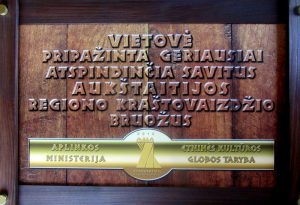 VIETOVĖ
PRIPAŽINTA GERIAUSIAI
ATSPINDINČIA SAVITUS
AUKŠTAITIJOS
REGIONO KRAŠTOVAIZDŽIO
BRUOŽUS
APLINKOS
MINISTERIJA
ETNINĖS KULTŪROS
GLOBOS TARYBA